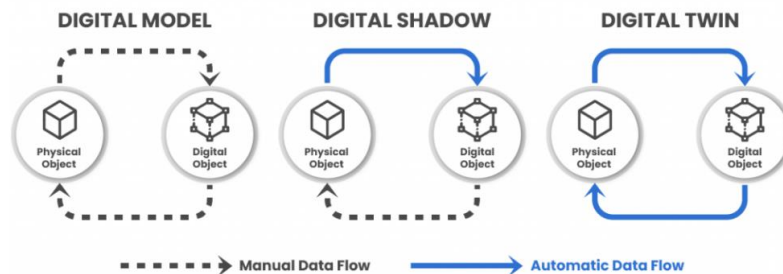 DIGITAL MODEL
DIGITAL SHADOW
DIGITAL TWIN
Physical
Object
Digital
Object
Physical
Object
Digital
Object
Physical
Object
Digital
Object
Manual Data Flow
Automatic Data Flow